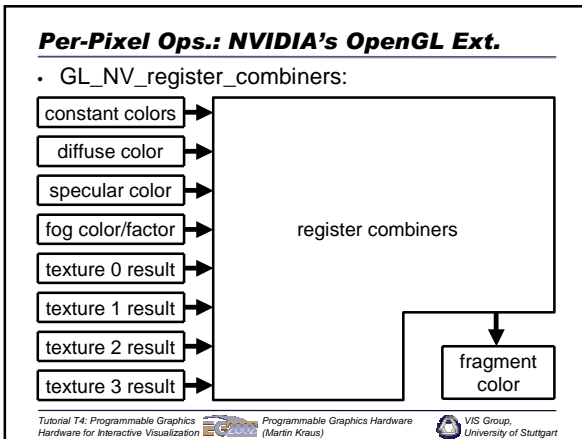 Per-Pixel Ops.: NVIDIA's OpenGL Ext.
• GL_NV_register_combiners:
constant colors
diffuse color
specular color
fog color/factor
texture 0 result
texture 1 result
texture 2 result
texture 3 result
register combiners
fragment
color
Tutorial T4: Programmable Graphics
Hardware for Interactive Visualization
EG2002
Programmable Graphics Hardware
(Martin Kraus)
VIS Group,
University of Stuttgart